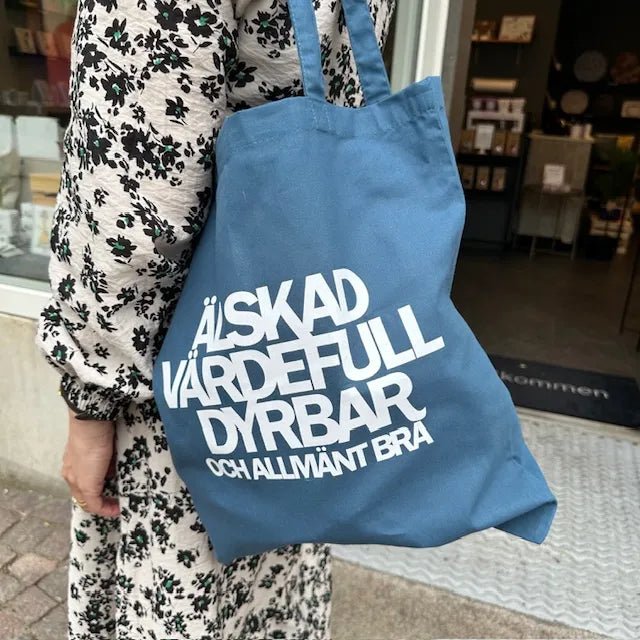 ÄLSKAD
VÄRDEFULL
DYRBAR
OCH ALLMÄNT BRA
kommen